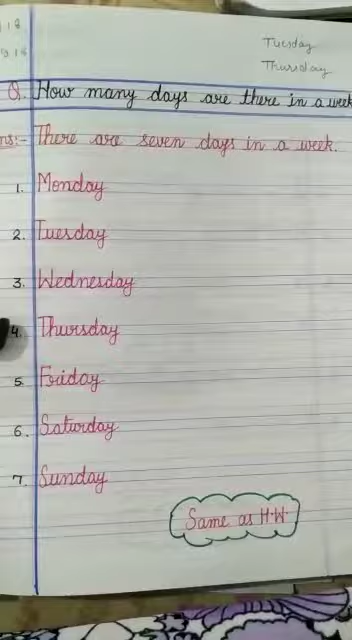 Tuesday
Thursday
Q. How many days are there in a week
ns:- There are seven days in a week.
1. Monday
2. Tuesday
3. Wednesday
4. Thursday
5. Friday
6. Saturday
7. Sunday
Same as H.W